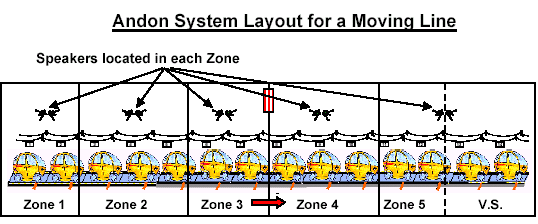 Andon System Layout for a Moving Line
Speakers located in each Zone
Zone 1 Zone 2 Zone 3 Zone 4 Zone 5 V.S.